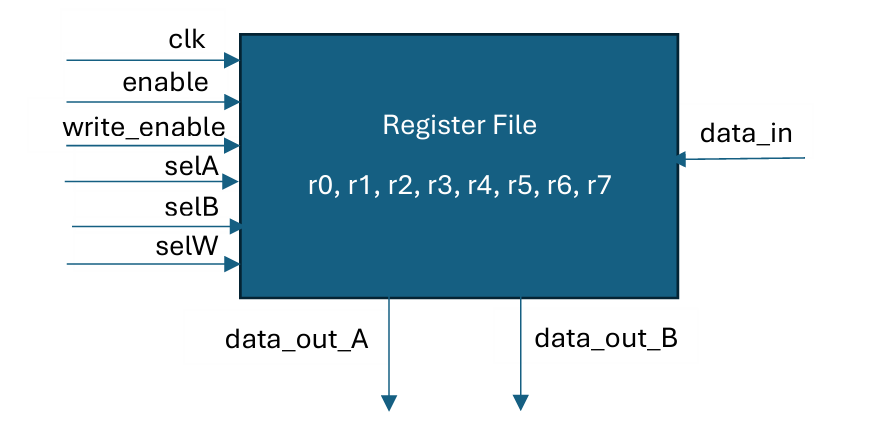 clk
enable
write_enable
selA
selB
selW
Register File
r0, r1, r2, r3, r4, r5, r6, r7
data_in
data_out_A
data_out_B